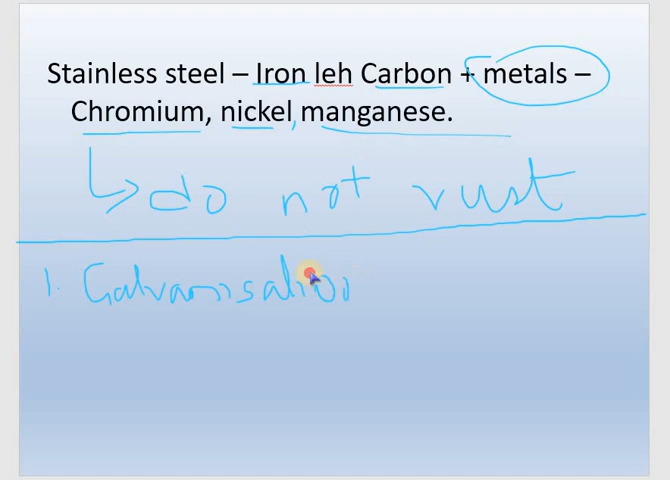 Stainless steel – Iron leh Carbon + metals –
Chromium, nickel, manganese.
do not rust
1. Galvanisation